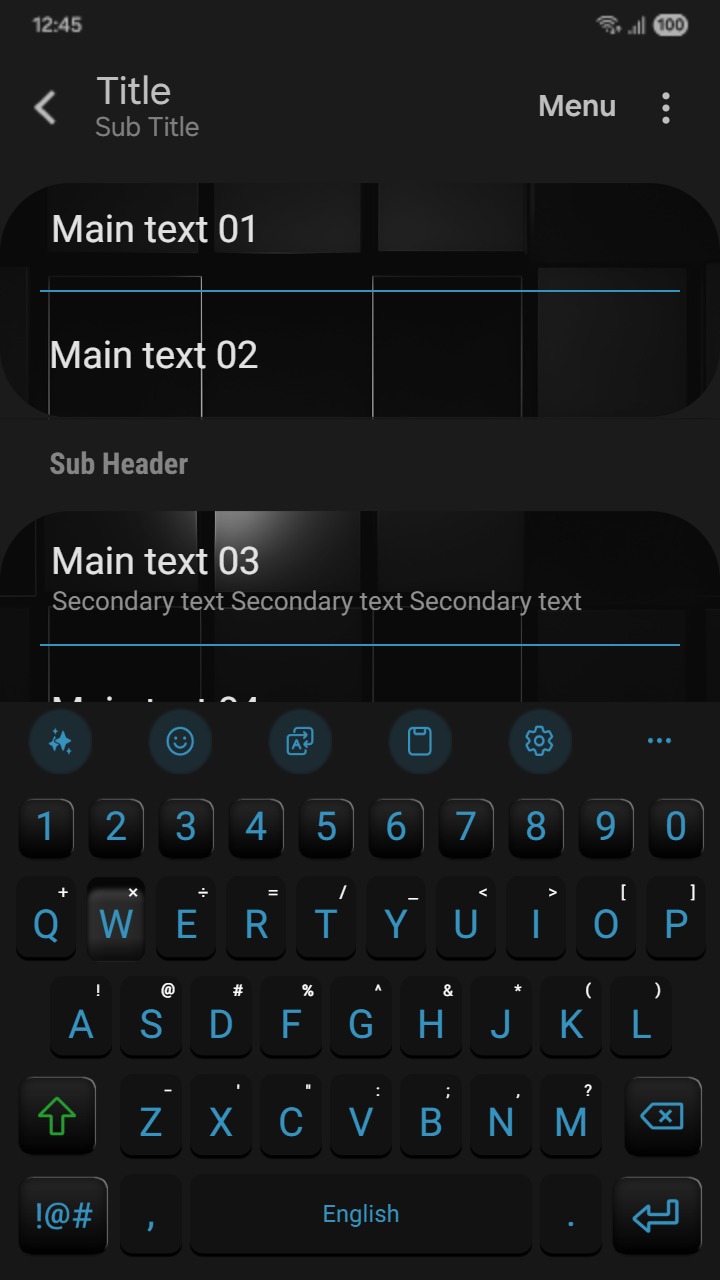 12:45
100
Title
Sub Title
Menu
Main text 01
Main text 02
Sub Header
Main text 03
Secondary text Secondary text Secondary text
1 2 3 4 5 6 7 8 9 0
+ × ÷ = / _ < > [ ]
Q W E R T Y U I O P
! @ # % ^ & * ( )
A S D F G H J K L
- ' " : ; , ?
Z X C V B N M
!@# , English .